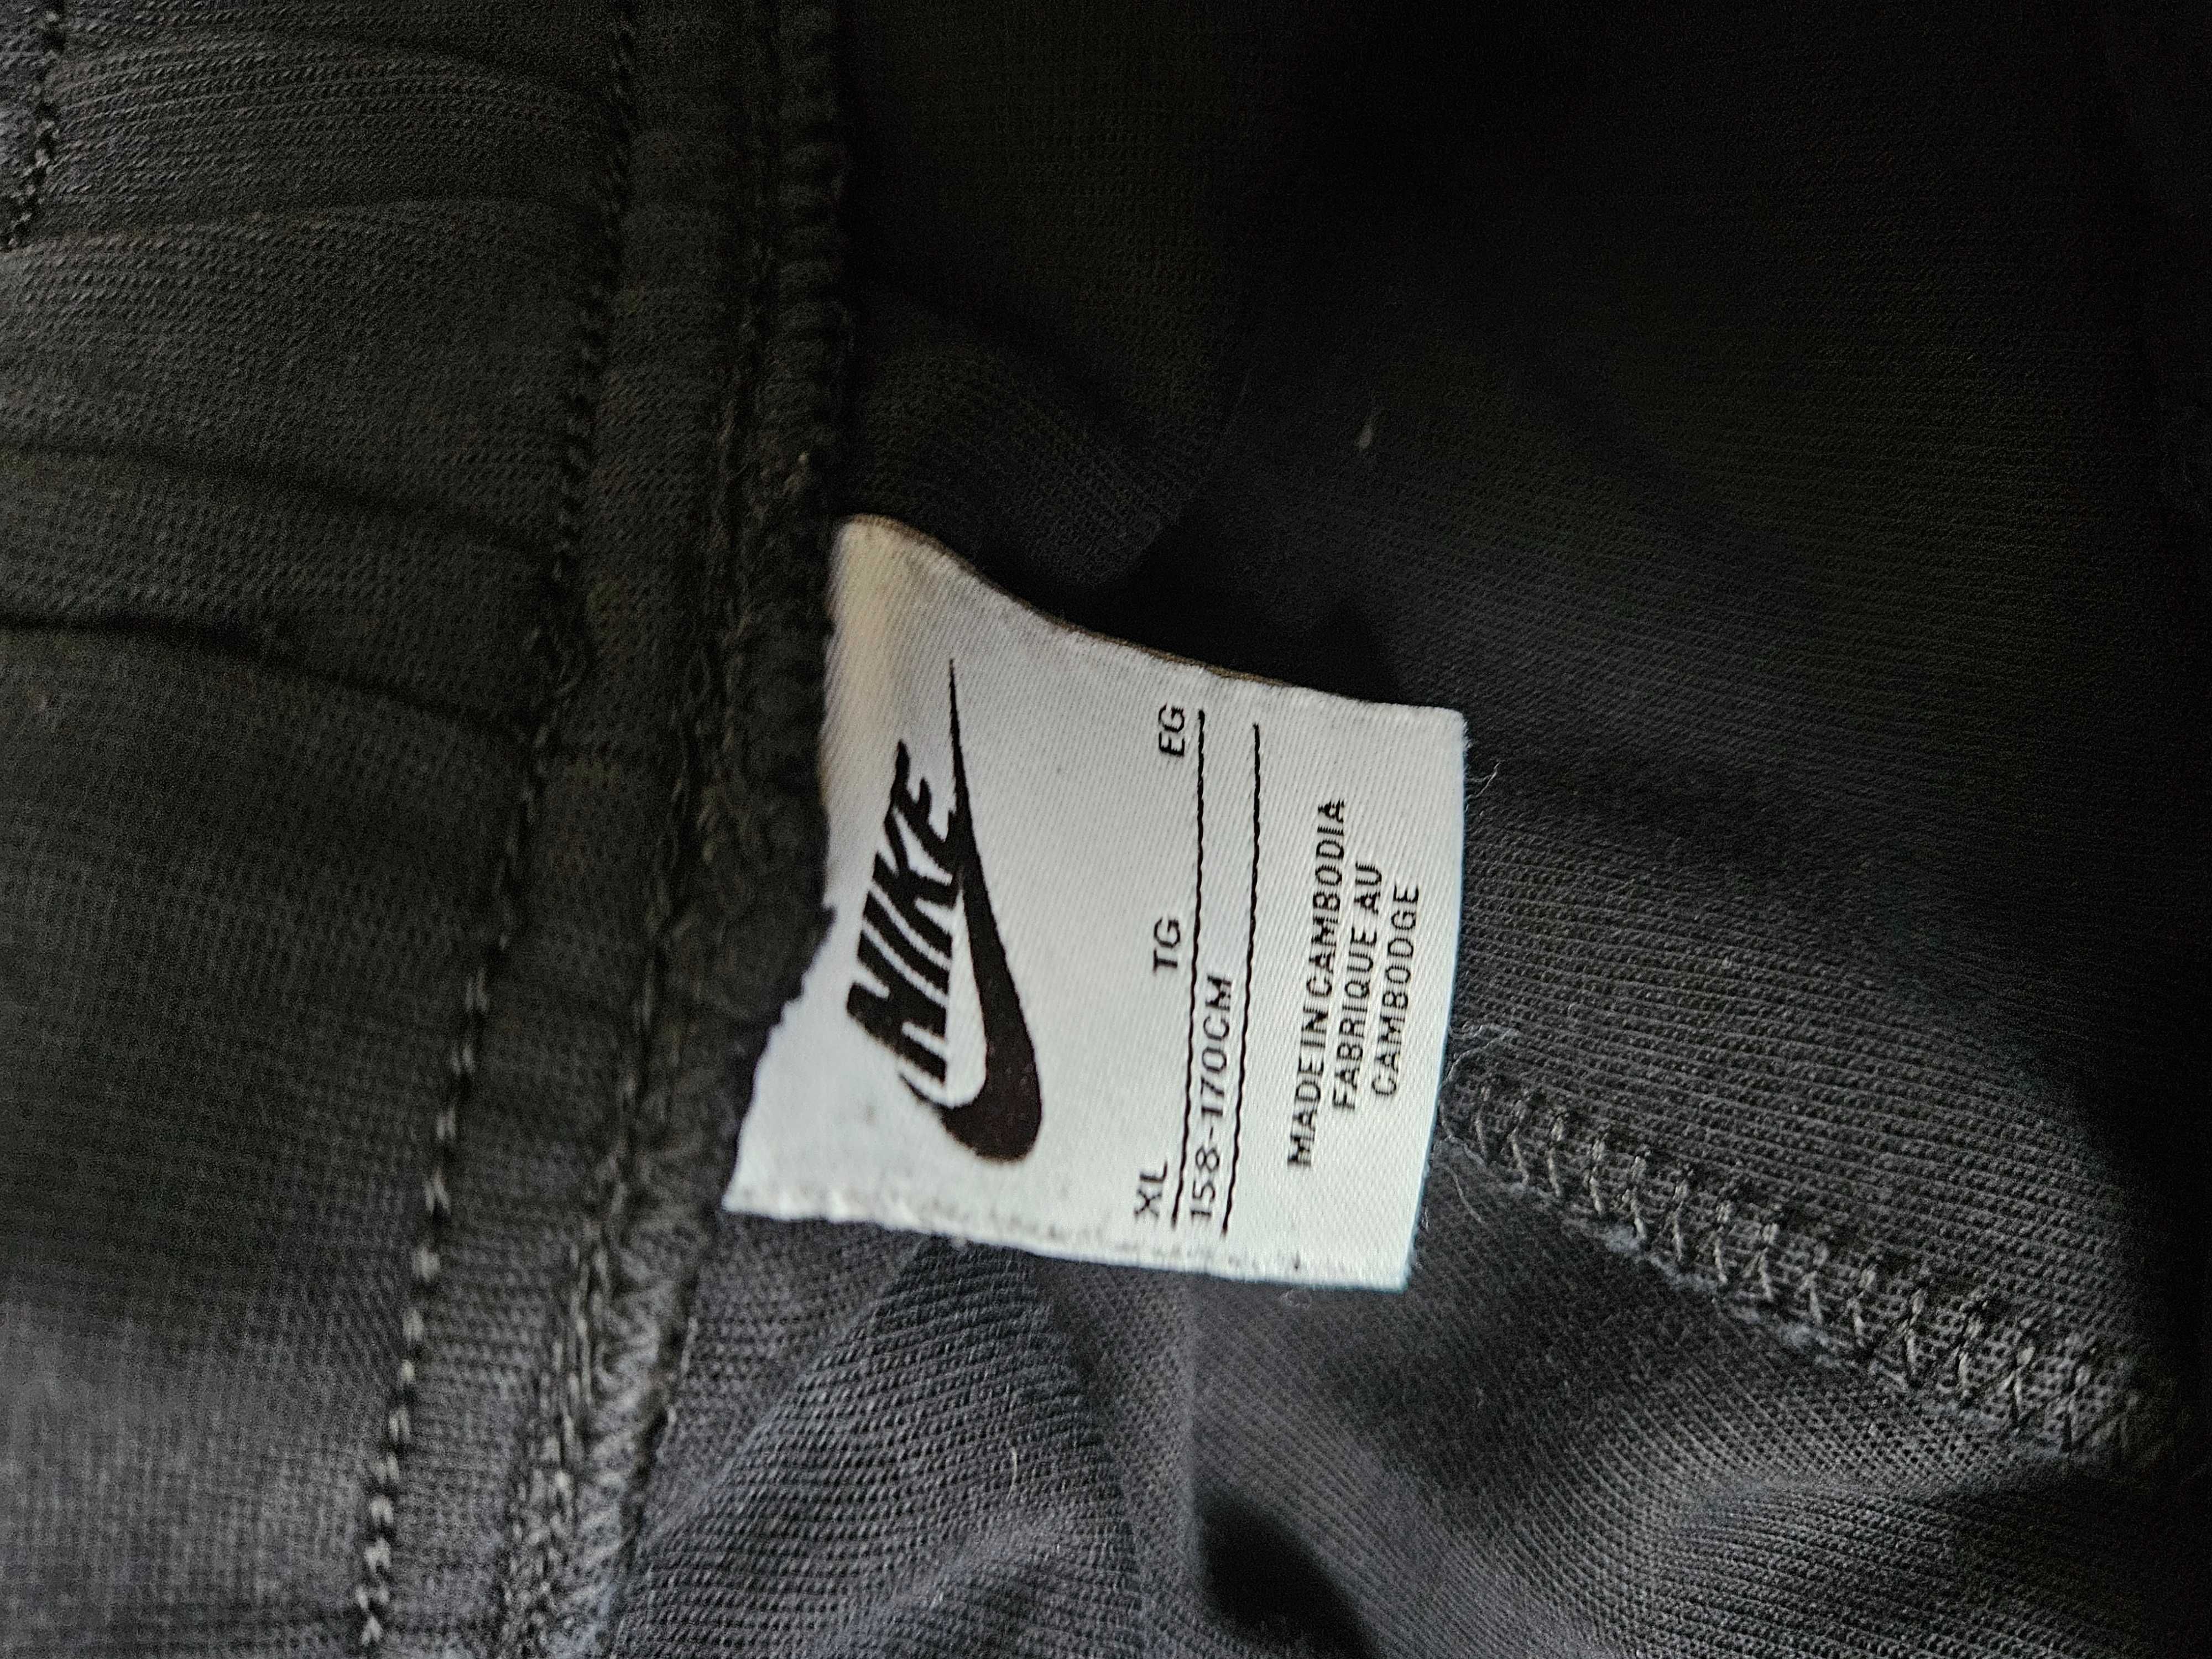 NIKE
XL TG EG
158-170CM
MADE IN CAMBODIA
FABRIQUE AU
CAMBODGE